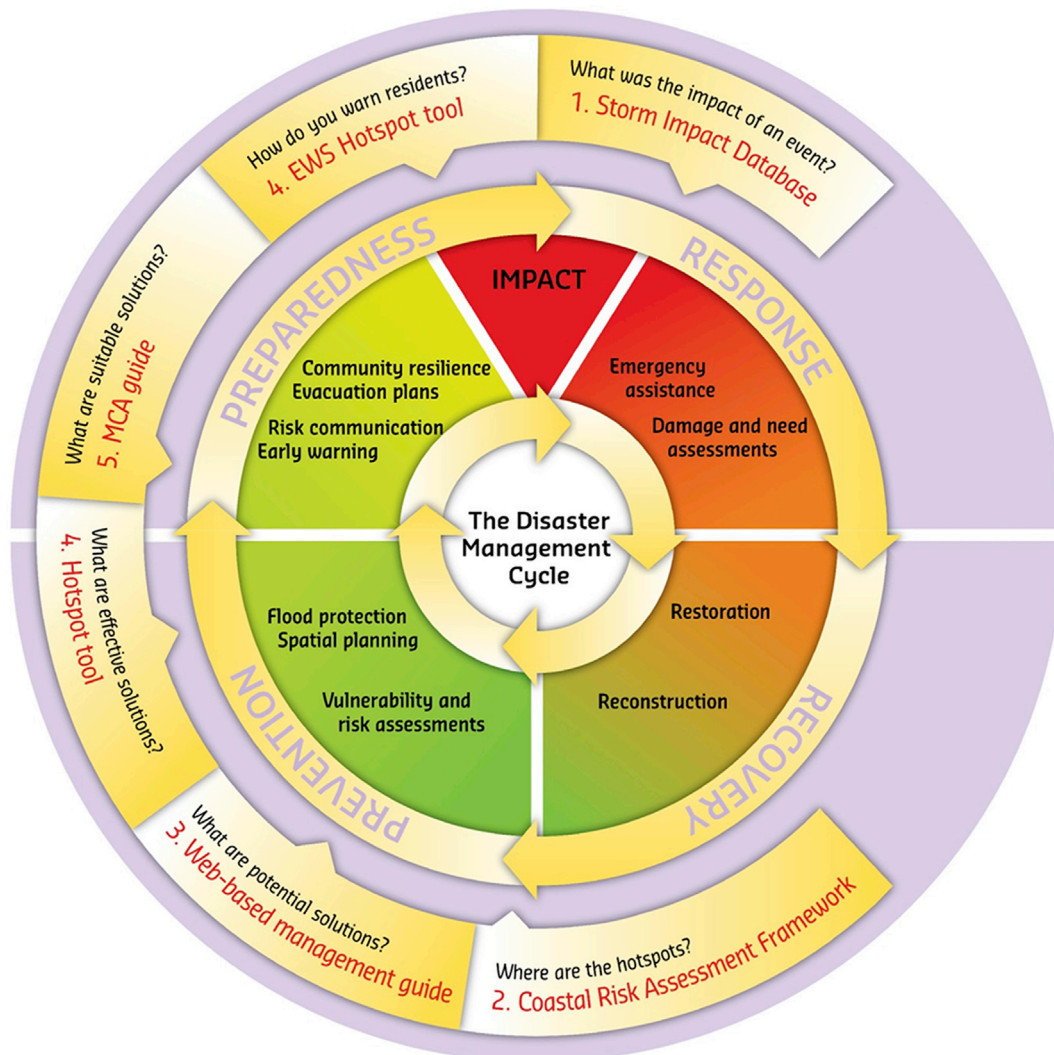 What was the impact of an event?
1. Storm Impact Database
How do you warn residents?
4. EWS Hotspot tool
What are suitable solutions?
5. MCA guide
What are effective solutions?
4. Hotspot tool
What are potential solutions?
3. Web-based management guide
Where are the hotspots?
2. Coastal Risk Assessment Framework
PREPAREDNESS
RESPONSE
RECOVERY
PREVENTION
IMPACT
Community resilience
Evacuation plans
Risk communication
Early warning
Emergency
assistance
Damage and need
assessments
The Disaster
Management
Cycle
Flood protection
Spatial planning
Vulnerability and
risk assessments
Restoration
Reconstruction